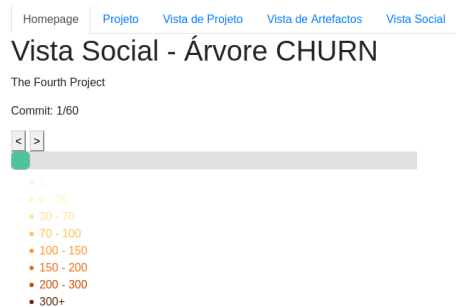 Homepage Projeto Vista de Projeto Vista de Artefactos Vista Social
Vista Social - Árvore CHURN
The Fourth Project
Commit: 1/60
< >
0
0 - 30
30 - 70
70 - 100
100 - 150
150 - 200
200 - 300
300+